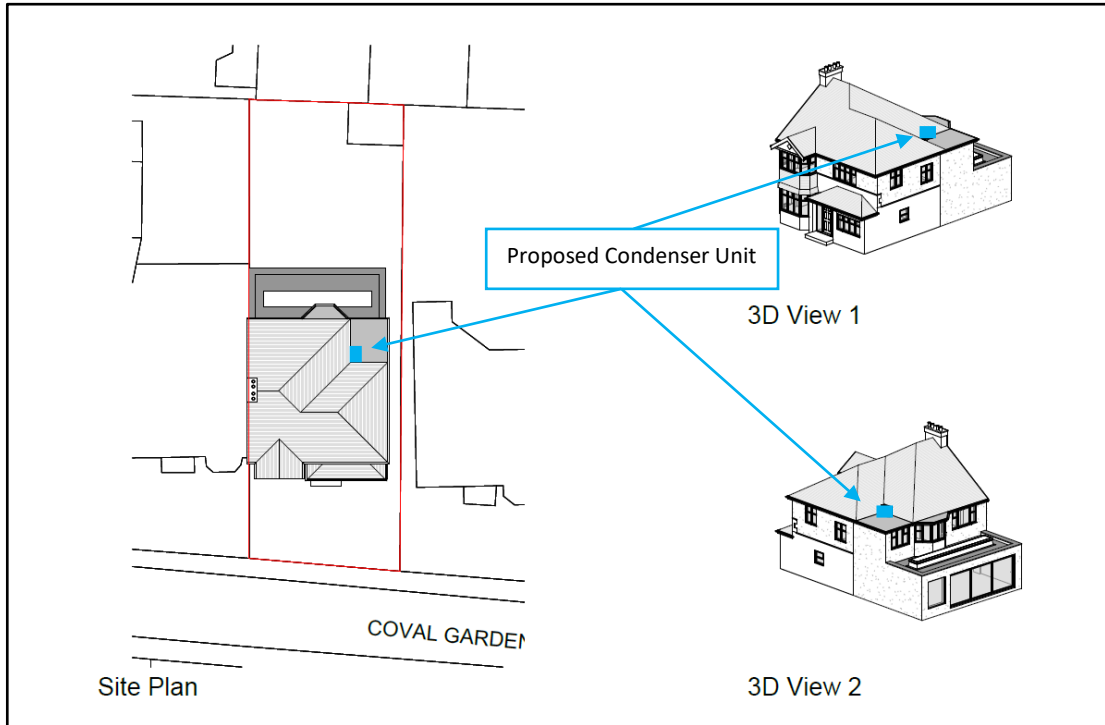 Proposed Condenser Unit
3D View 1
COVAL GARDEN
Site Plan
3D View 2